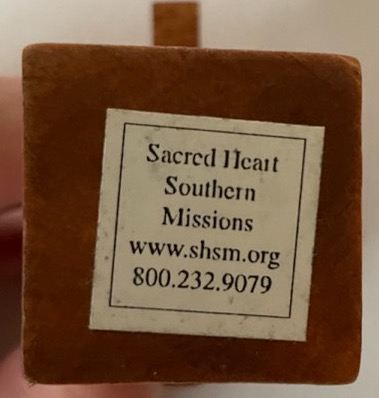 Sacred Heart
Southern
Missions
www.shsm.org
800.232.9079